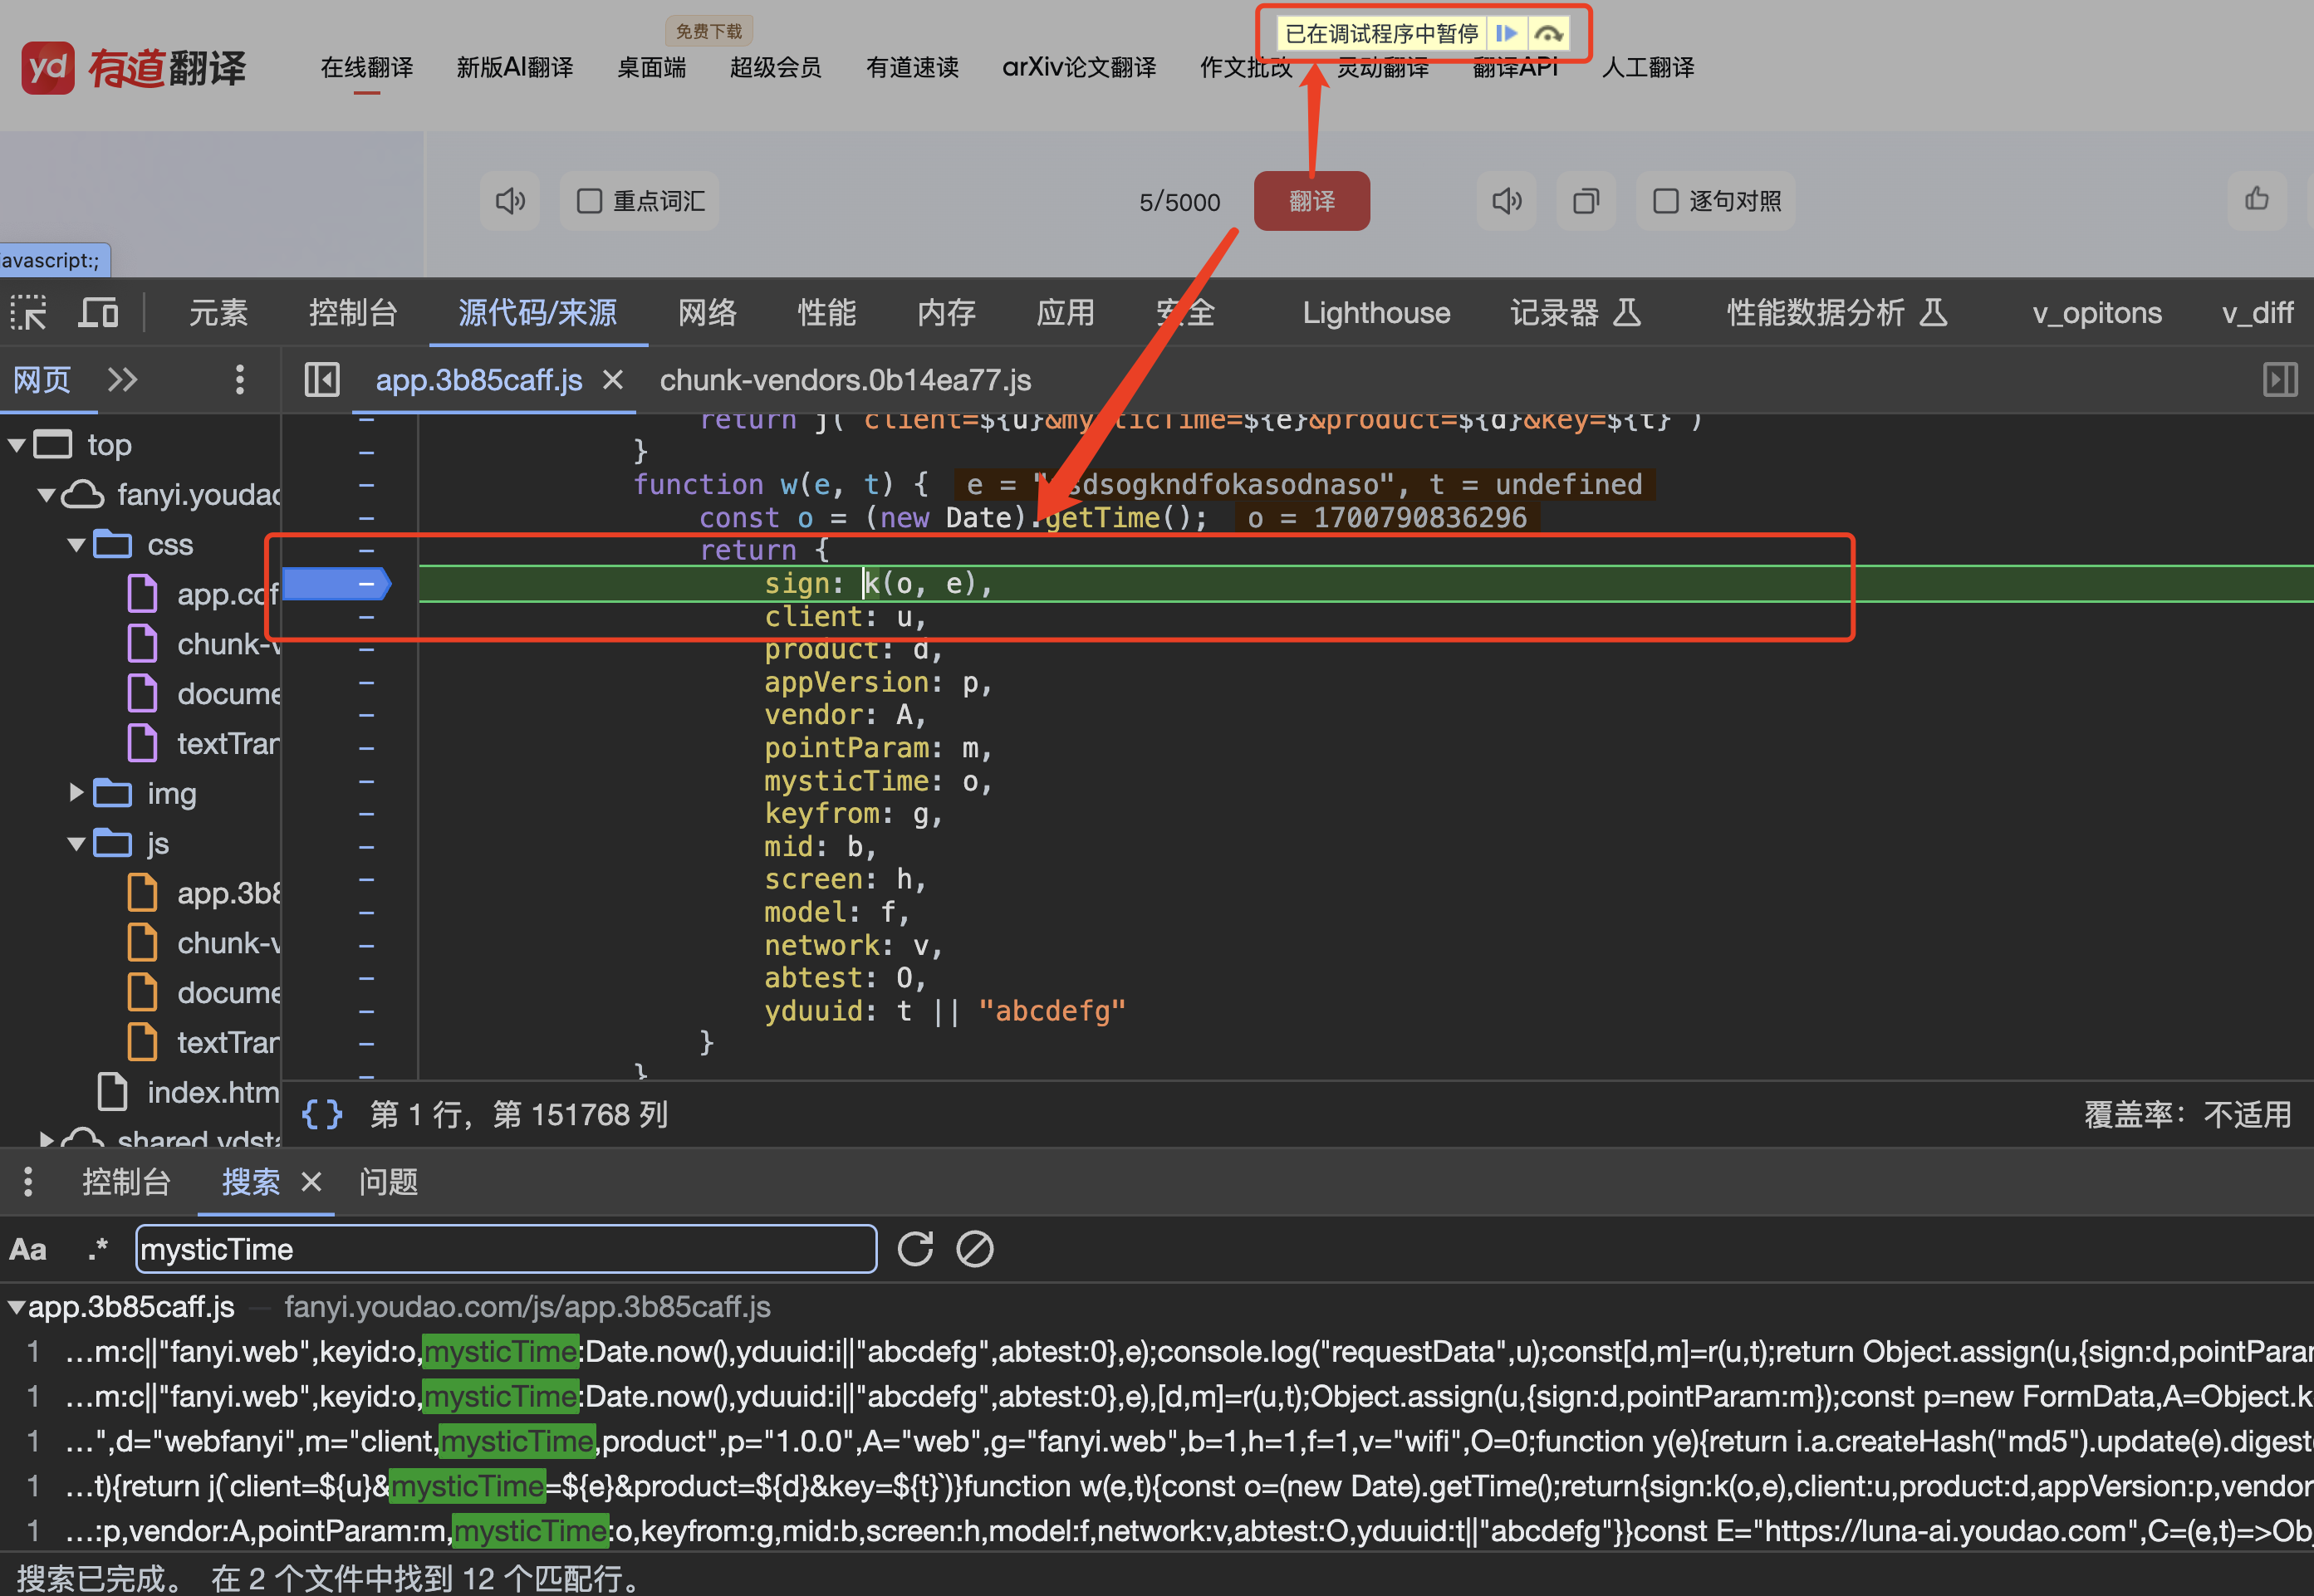 免费下载
已在调试程序中暂停
yd 有道翻译
在线翻译 新版AI翻译 桌面端 超级会员 有道速读 arXiv论文翻译 作文批改 灵动翻译 翻译API 人工翻译
重点词汇 5/5000 翻译 逐句对照
avascript:;
元素 控制台 源代码/来源 网络 性能 内存 应用 安全 Lighthouse 记录器 性能数据分析 v_opitons v_diff
网页 app.3b85caff.js × chunk-vendors.0b14ea77.js
top
fanyi.youdao
css
app.cdf
chunk-v
docume
textTran
img
js
app.3b8
chunk-v
docume
textTran
index.htm
shared.ydsta
return j(`client=${u}&mysticTime=${e}&product=${d}&key=${t}`)
}
function w(e, t) { e = " sdsogkndfokasodnaso", t = undefined
const o = (new Date).getTime(); o = 1700790836296
return {
sign: k(o, e),
client: u,
product: d,
appVersion: p,
vendor: A,
pointParam: m,
mysticTime: o,
keyfrom: g,
mid: b,
screen: h,
model: f,
network: v,
abtest: O,
yduuid: t || "abcdefg"
}
}
{} 第 1 行，第 151768 列 覆盖率：不适用
控制台 搜索 × 问题
Aa .* mysticTime
app.3b85caff.js — fanyi.youdao.com/js/app.3b85caff.js
1 …m:c||"fanyi.web",keyid:o,mysticTime:Date.now(),yduuid:i||"abcdefg",abtest:0},e);console.log("requestData",u);const[d,m]=r(u,t);return Object.assign(u,{sign:d,pointParam
1 …m:c||"fanyi.web",keyid:o,mysticTime:Date.now(),yduuid:i||"abcdefg",abtest:0},e),[d,m]=r(u,t);Object.assign(u,{sign:d,pointParam:m});const p=new FormData,A=Object.k
1 …",d="webfanyi",m="client,mysticTime,product",p="1.0.0",A="web",g="fanyi.web",b=1,h=1,f=1,v="wifi",O=0;function y(e){return i.a.createHash("md5").update(e).digest(
1 …t){return j(`client=${u}&mysticTime=${e}&product=${d}&key=${t}`)}function w(e,t){const o=(new Date).getTime();return{sign:k(o,e),client:u,product:d,appVersion:p,vendor
1 …:p,vendor:A,pointParam:m,mysticTime:o,keyfrom:g,mid:b,screen:h,model:f,network:v,abtest:O,yduuid:t||"abcdefg"}}const E="https://luna-ai.youdao.com",C=(e,t)=>Ob
搜索已完成。 在 2 个文件中找到 12 个匹配行。